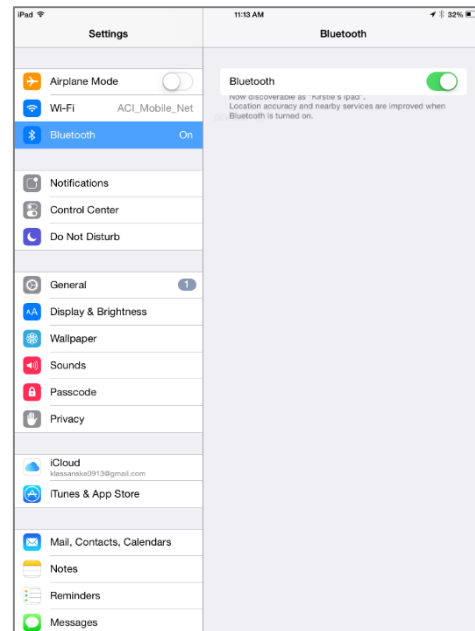 iPad
11:13 AM
32%
Settings
Bluetooth
Airplane Mode
Wi-Fi ACI_Mobile_Net
Bluetooth On
Notifications
Control Center
Do Not Disturb
General 1
AA Display & Brightness
Wallpaper
Sounds
Passcode
Privacy
iCloud
klassanske0913@gmail.com
iTunes & App Store
Mail, Contacts, Calendars
Notes
Reminders
Messages
Bluetooth
Now discoverable as "Kirstie's iPad".
Location accuracy and nearby services are improved when
Bluetooth is turned on.